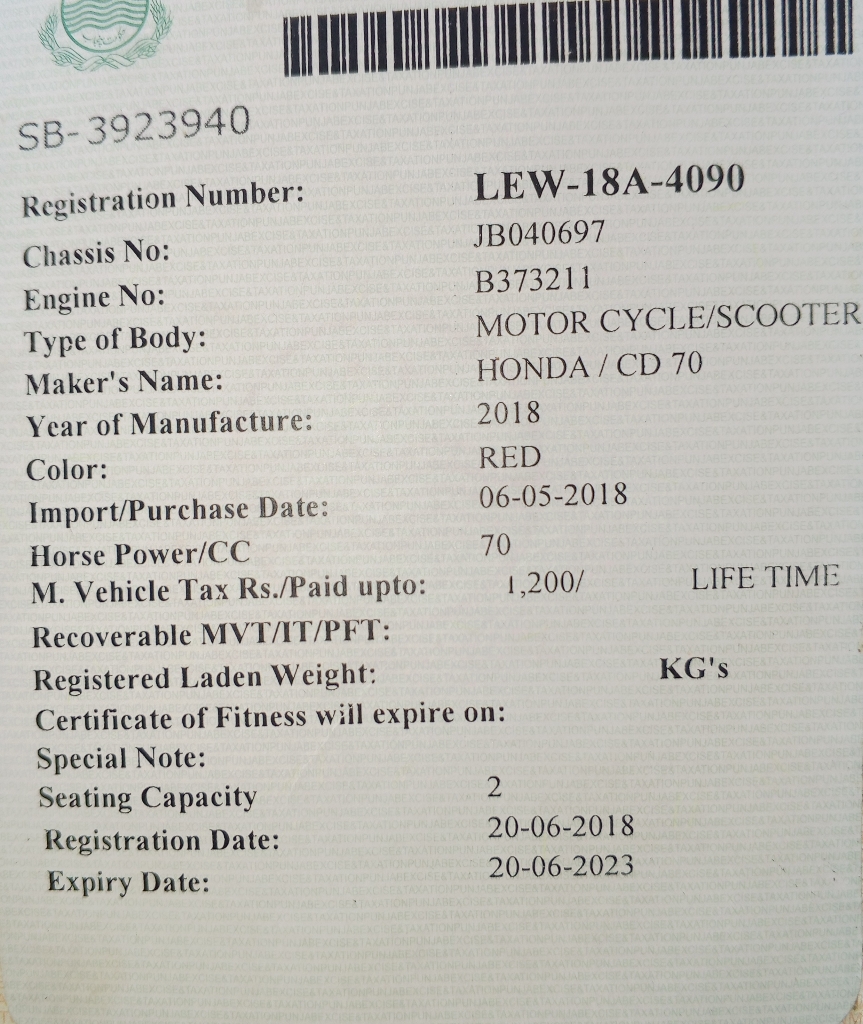 SB-3923940
Registration Number: LEW-18A-4090
Chassis No: JB040697
Engine No: B373211
Type of Body: MOTOR CYCLE/SCOOTER
Maker's Name: HONDA / CD 70
Year of Manufacture: 2018
Color: RED
Import/Purchase Date: 06-05-2018
Horse Power/CC 70
M. Vehicle Tax Rs./Paid upto: 1,200/ LIFE TIME
Recoverable MVT/IT/PFT:
Registered Laden Weight: KG's
Certificate of Fitness will expire on:
Special Note:
Seating Capacity 2
Registration Date: 20-06-2018
Expiry Date: 20-06-2023